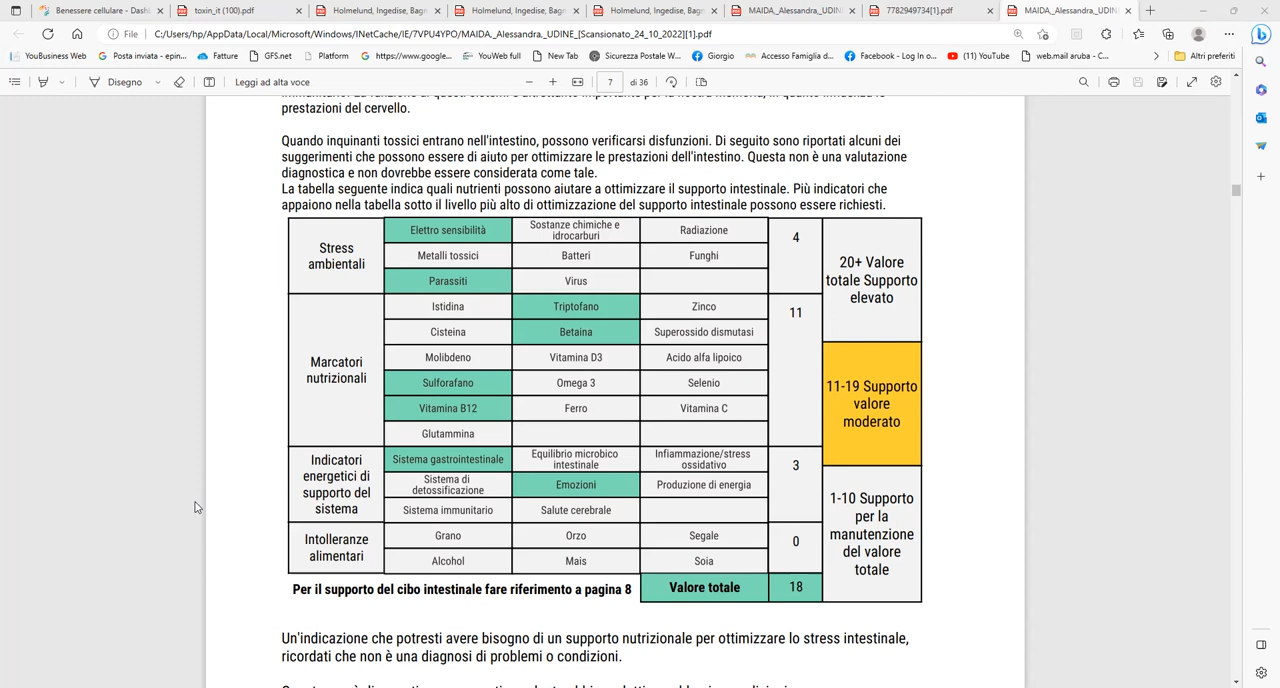 Benessere cellulare - Dash
toxin_it (100).pdf
Holmelund, Ingedise, Bagn
Holmelund, Ingedise, Bagn
Holmelund, Ingedise, Bagn
MAIDA_Alessandra_UDIN
7782949734[1].pdf
MAIDA_Alessandra_UDIN
File C:/Users/hp/AppData/Local/Microsoft/Windows/INetCache/IE/7VPU4YPO/MAIDA_Alessandra._UDINE_[Scansionato_24_10_2022][1].pdf
YouBusiness Web
Posta inviata - epin...
Fatture
GFS.net
Platform
https://www.google...
YouWeb full
New Tab
Sicurezza Postale W...
Giorgio
Accesso Famiglia d...
Facebook - Log In o...
(11) YouTube
web.mail aruba - C...
Altri preferiti
Disegno
Leggi ad alta voce
7 di 36
prestazioni del cervello.
Quando inquinanti tossici entrano nell'intestino, possono verificarsi disfunzioni. Di seguito sono riportati alcuni dei
suggerimenti che possono essere di aiuto per ottimizzare le prestazioni dell'intestino. Questa non è una valutazione
diagnostica e non dovrebbe essere considerata come tale.
La tabella seguente indica quali nutrienti possono aiutare a ottimizzare il supporto intestinale. Più indicatori che
appaiono nella tabella sotto il livello più alto di ottimizzazione del supporto intestinale possono essere richiesti.
Stress
ambientali
Elettro sensibilità
Sostanze chimiche e
idrocarburi
Radiazione
Metalli tossici
Batteri
Funghi
Parassiti
Virus
4
Marcatori
nutrizionali
Istidina
Triptofano
Zinco
Cisteina
Betaina
Superossido dismutasi
Molibdeno
Vitamina D3
Acido alfa lipoico
Sulforafano
Omega 3
Selenio
Vitamina B12
Ferro
Vitamina C
Glutammina
11
Indicatori
energetici di
supporto del
sistema
Sistema gastrointestinale
Equilibrio microbico
intestinale
Infiammazione/stress
ossidativo
Sistema di
detossificazione
Emozioni
Produzione di energia
Sistema immunitario
Salute cerebrale
3
Intolleranze
alimentari
Grano
Orzo
Segale
Alcohol
Mais
Soia
0
20+ Valore
totale Supporto
elevato
11-19 Supporto
valore
moderato
1-10 Supporto
per la
manutenzione
del valore
totale
Per il supporto del cibo intestinale fare riferimento a pagina 8
Valore totale
18
Un'indicazione che potresti avere bisogno di un supporto nutrizionale per ottimizzare lo stress intestinale,
ricordati che non è una diagnosi di problemi o condizioni.